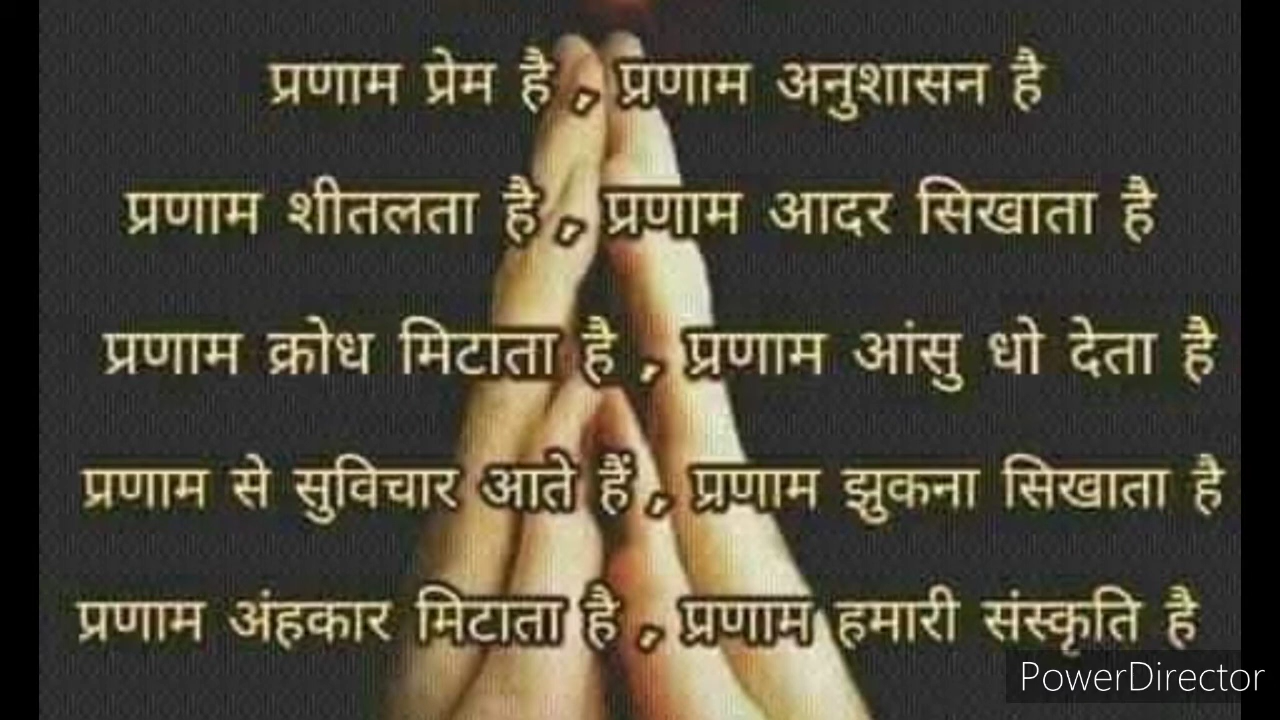 प्रणाम प्रेम है , प्रणाम अनुशासन है
प्रणाम शीतलता है , प्रणाम आदर सिखाता है
प्रणाम क्रोध मिटाता है , प्रणाम आंसु धो देता है
प्रणाम से सुविचार आते हैं , प्रणाम झुकना सिखाता है
प्रणाम अंहकार मिटाता है , प्रणाम हमारी संस्कृति है
PowerDirector